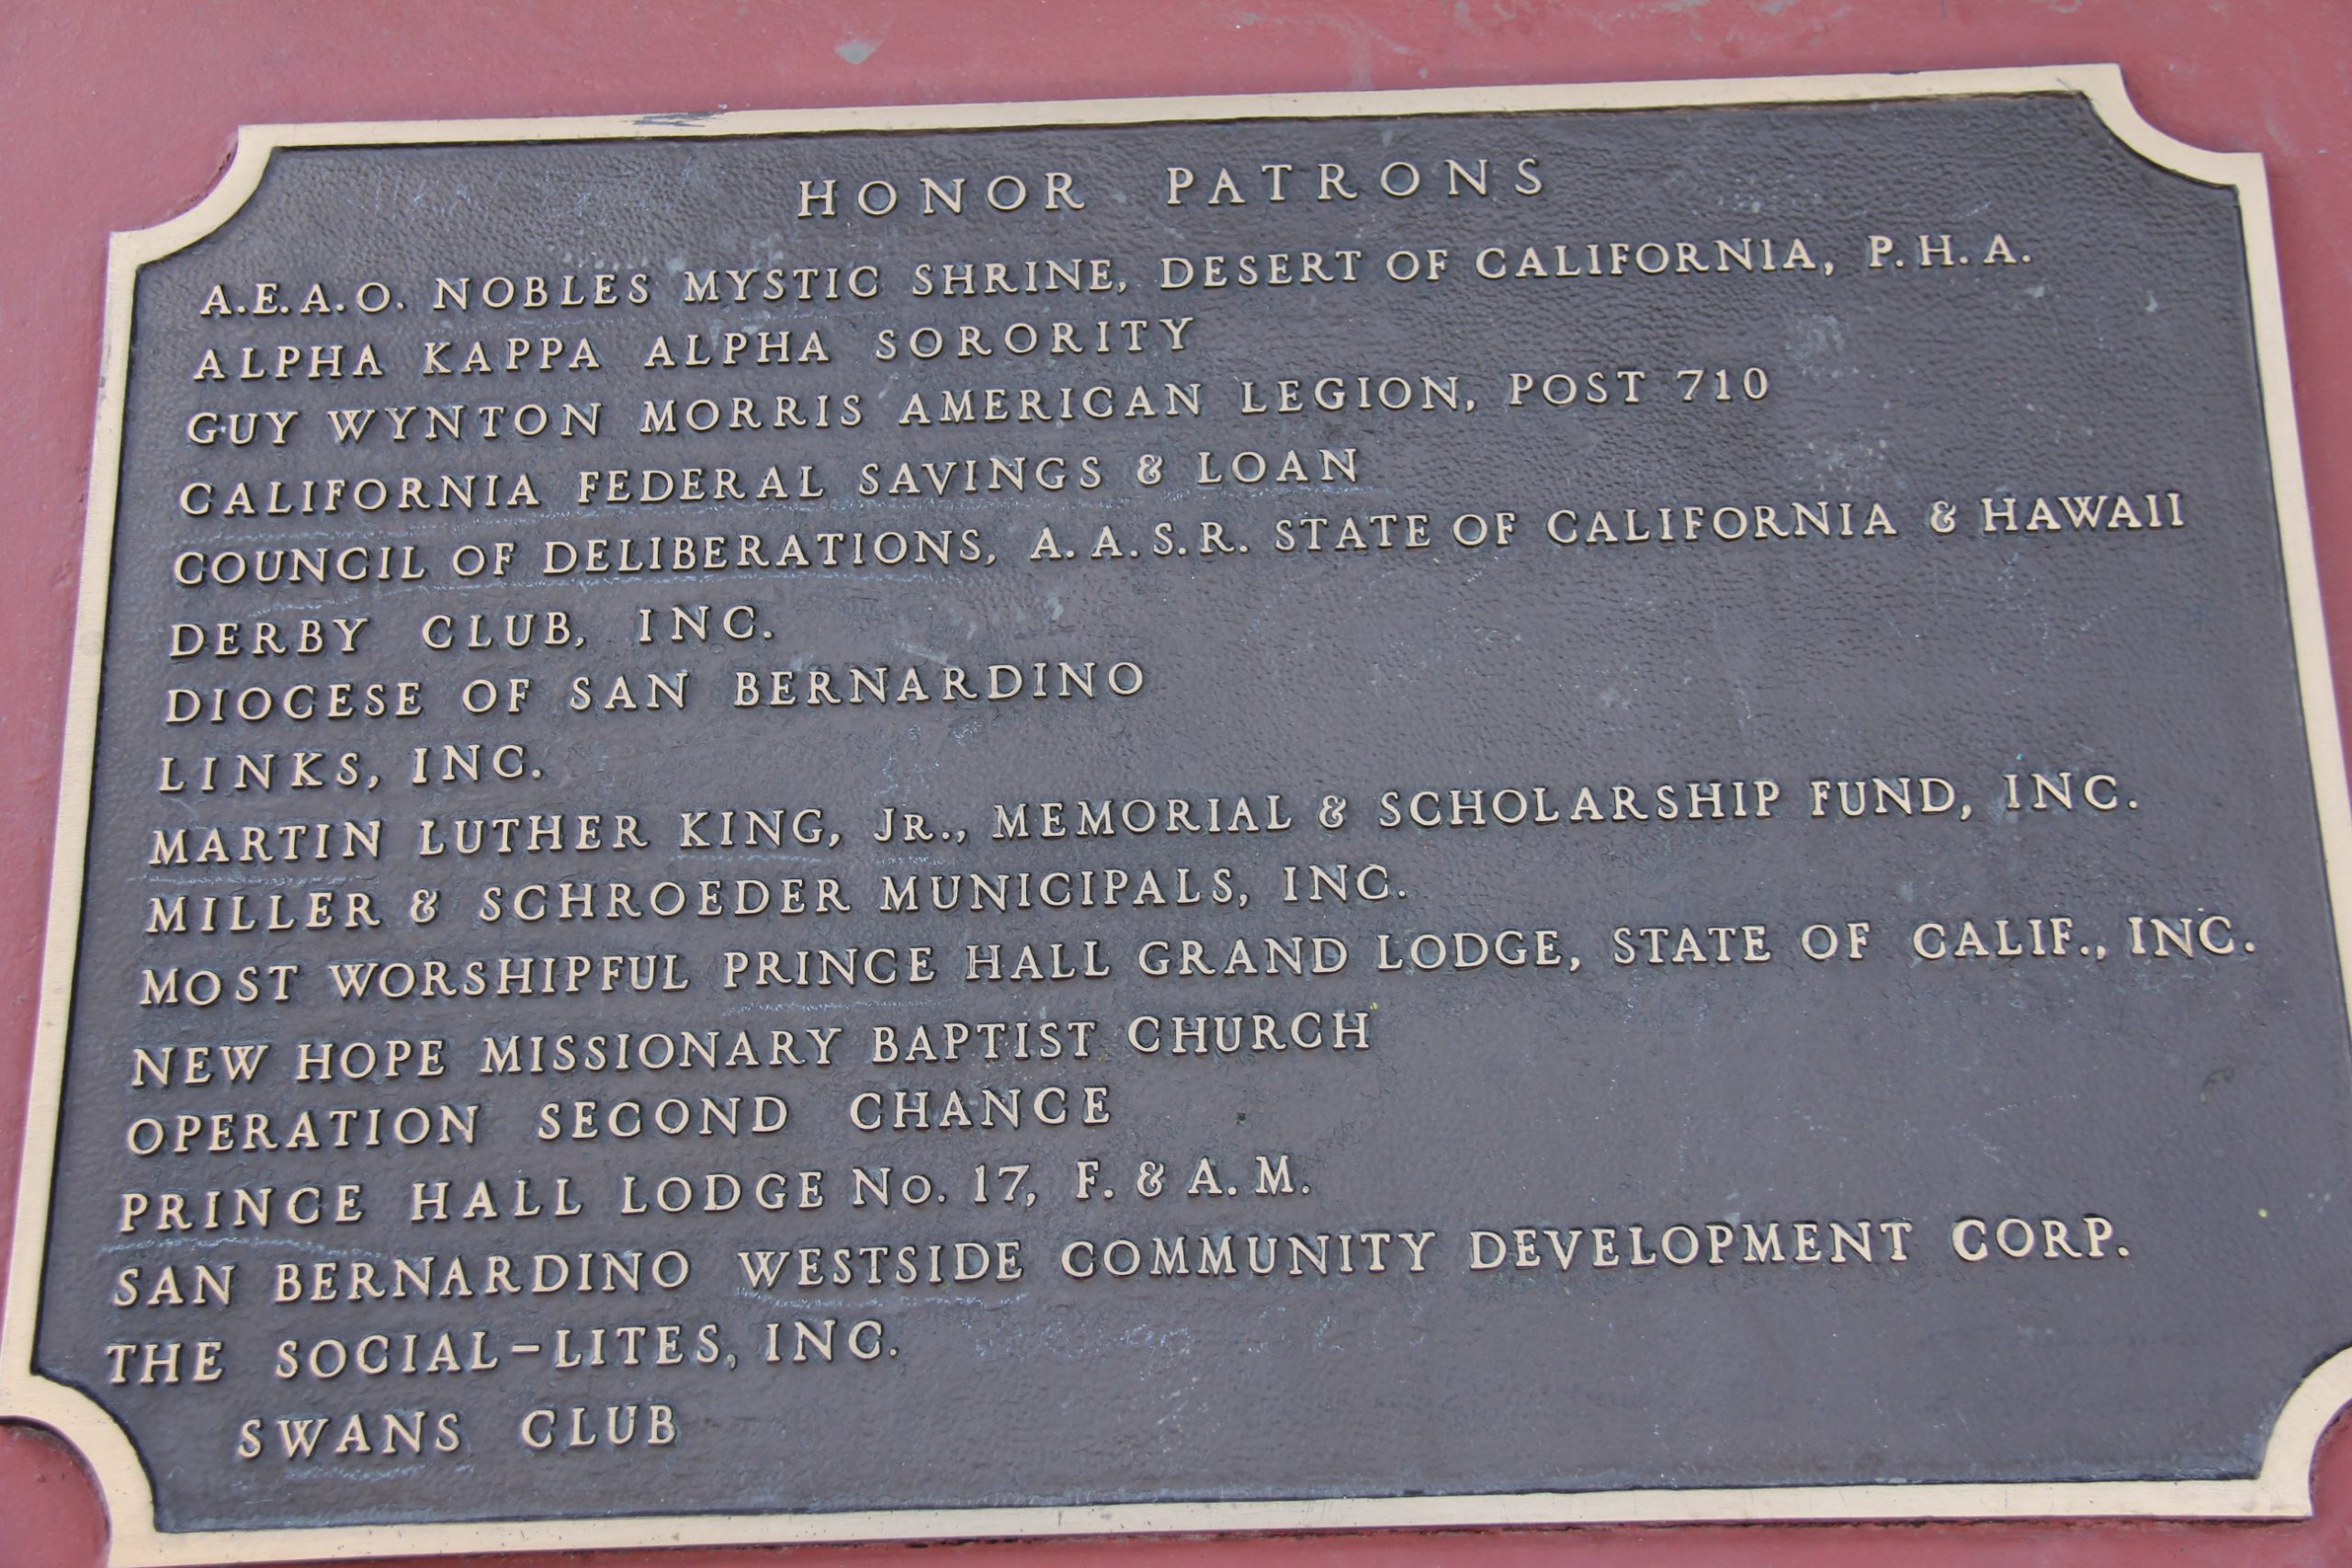 HONOR PATRONS
A.E.A.O. NOBLES MYSTIC SHRINE, DESERT OF CALIFORNIA, P.H.A.
ALPHA KAPPA ALPHA SORORITY
GUY WYNTON MORRIS AMERICAN LEGION, POST 710
CALIFORNIA FEDERAL SAVINGS & LOAN
COUNCIL OF DELIBERATIONS, A.A.S.R. STATE OF CALIFORNIA & HAWAII
DERBY CLUB, INC.
DIOCESE OF SAN BERNARDINO
LINKS, INC.
MARTIN LUTHER KING, JR., MEMORIAL & SCHOLARSHIP FUND, INC.
MILLER & SCHROEDER MUNICIPALS, INC.
MOST WORSHIPFUL PRINCE HALL GRAND LODGE, STATE OF CALIF., INC.
NEW HOPE MISSIONARY BAPTIST CHURCH
OPERATION SECOND CHANCE
PRINCE HALL LODGE No. 17, F. & A.M.
SAN BERNARDINO WESTSIDE COMMUNITY DEVELOPMENT CORP.
THE SOCIAL-LITES, INC.
SWANS CLUB